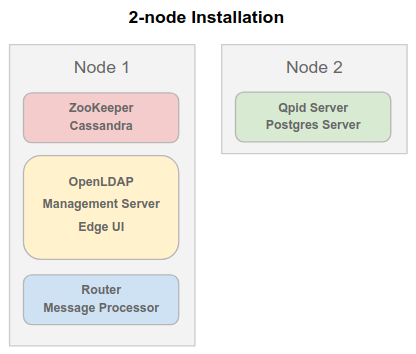 2-node Installation
Node 1
ZooKeeper
Cassandra
OpenLDAP
Management Server
Edge UI
Router
Message Processor
Node 2
Qpid Server
Postgres Server